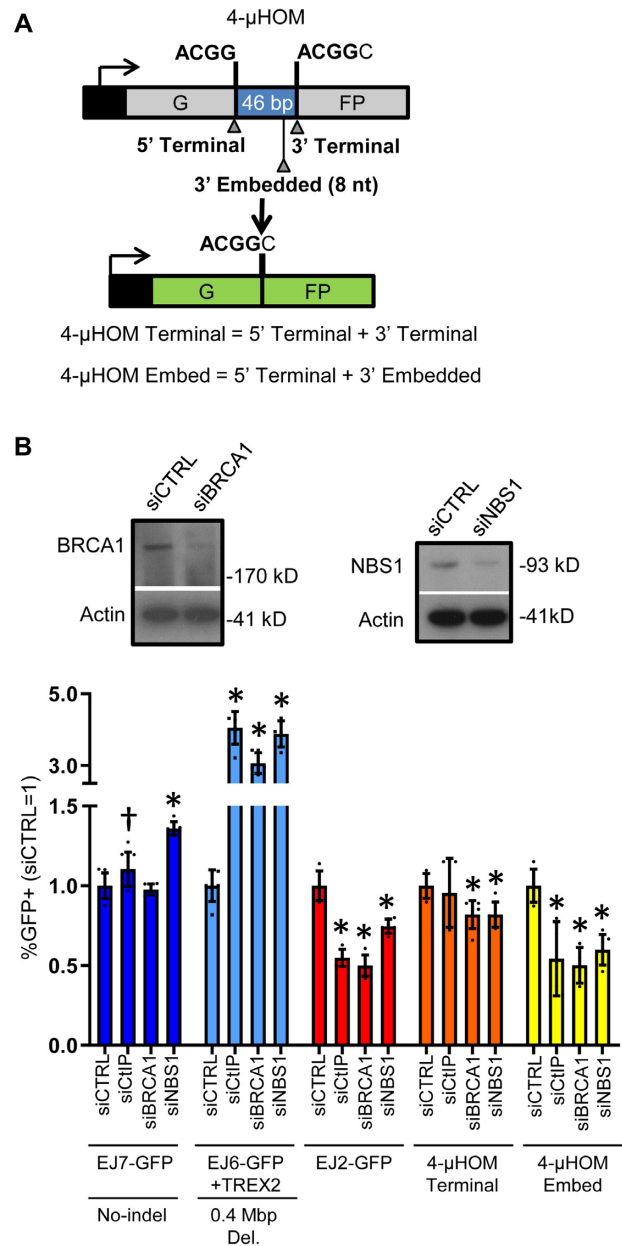 A
4-µHOM
ACGG
ACGGC
G
46 bp
FP
5’ Terminal
3’ Terminal
3’ Embedded (8 nt)
ACGGC
G
FP
4-µHOM Terminal = 5’ Terminal + 3’ Terminal
4-µHOM Embed = 5’ Terminal + 3’ Embedded
B
siCTRL
siBRCA1
BRCA1
-170 kD
Actin
-41 kD
siCTRL
siNBS1
NBS1
-93 kD
Actin
-41kD
%GFP+ (siCTRL=1)
5.0
3.0
1.5
1.0
0.5
0.0
†
*
*
*
*
*
*
*
*
*
*
*
*
siCTRL
siCtIP
siBRCA1
siNBS1
siCTRL
siCtIP
siBRCA1
siNBS1
siCTRL
siCtIP
siBRCA1
siNBS1
siCTRL
siCtIP
siBRCA1
siNBS1
siCTRL
siCtIP
siBRCA1
siNBS1
EJ7-GFP
No-indel
EJ6-GFP
+TREX2
0.4 Mbp
Del.
EJ2-GFP
4-µHOM
Terminal
4-µHOM
Embed